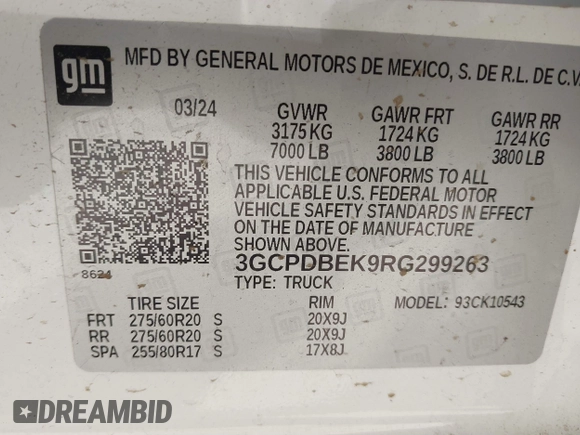 gm MFD BY GENERAL MOTORS DE MEXICO, S. DE R.L. DE C.V.
03/24 GVWR GAWR FRT GAWR RR
3175 KG 1724 KG 1724 KG
7000 LB 3800 LB 3800 LB
THIS VEHICLE CONFORMS TO ALL
APPLICABLE U.S. FEDERAL MOTOR
VEHICLE SAFETY STANDARDS IN EFFECT
ON THE DATE OF MANUFACTURE
SHOWN ABOVE.
8624
3GCPDBEK9RG299263
TYPE: TRUCK MODEL: 93CK10543
TIRE SIZE RIM
FRT 275/60R20 S 20X9J
RR 275/60R20 S 20X9J
SPA 255/80R17 S 17X8J
DREAMBID